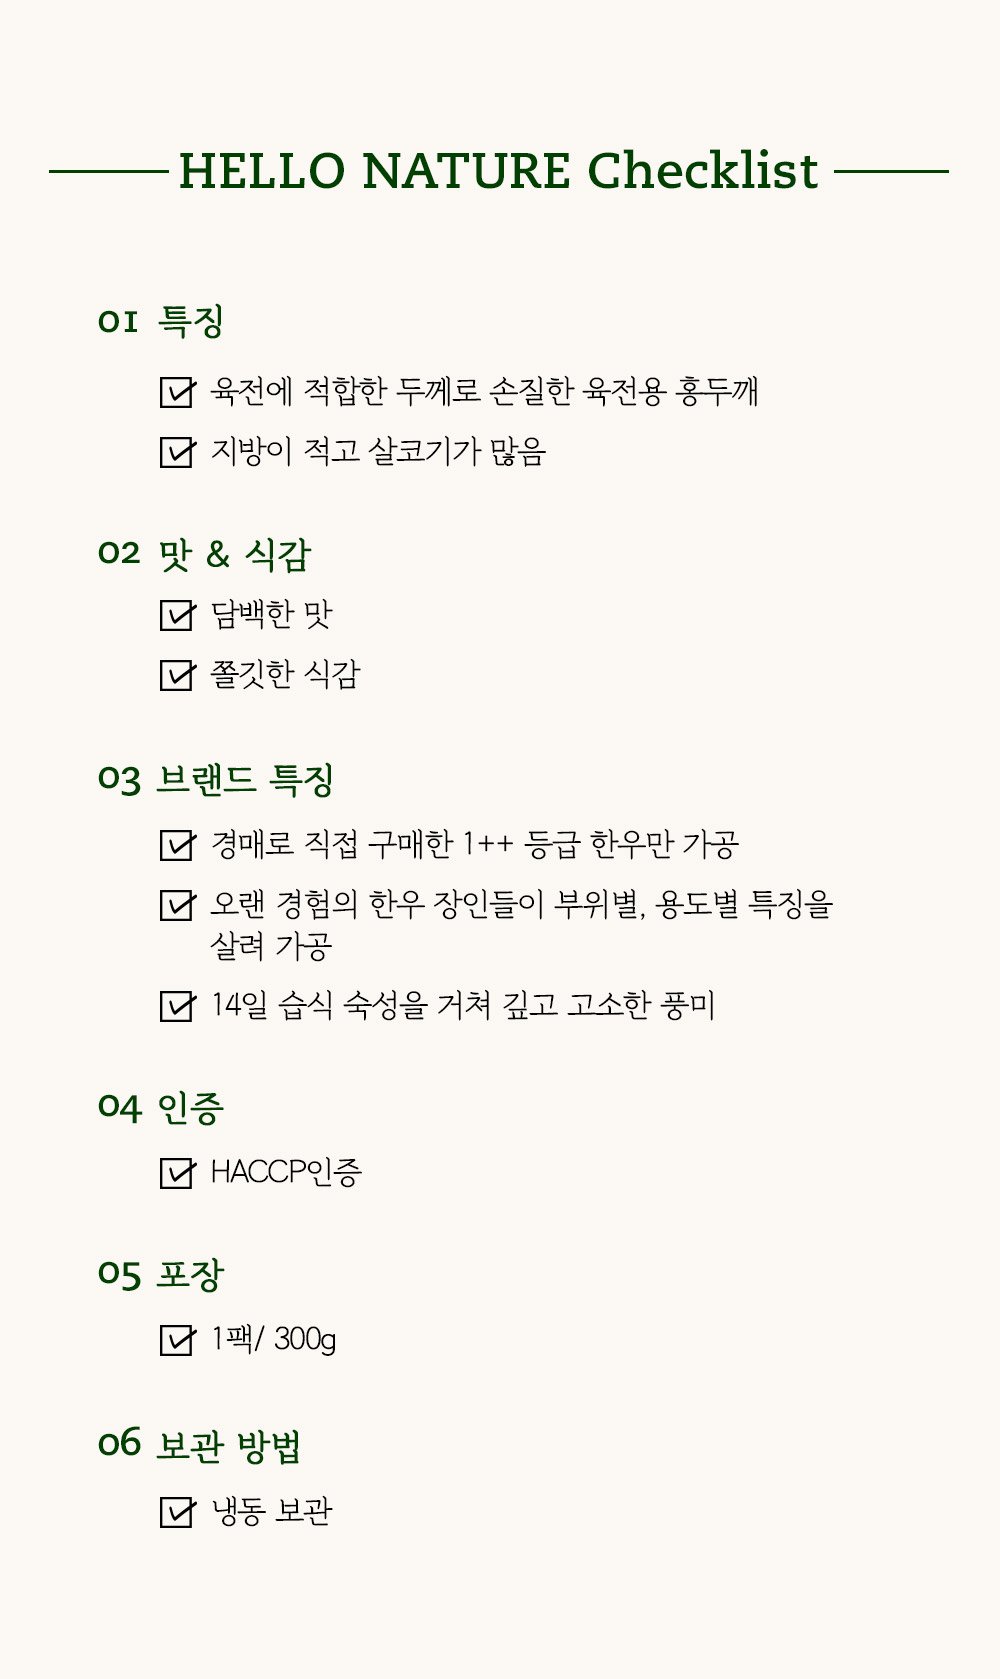 HELLO NATURE Checklist
01 특징
육전에 적합한 두께로 손질한 육전용 홍두깨
지방이 적고 살코기가 많음
02 맛 & 식감
담백한 맛
쫄깃한 식감
03 브랜드 특징
경매로 직접 구매한 1++ 등급 한우만 가공
오랜 경험의 한우 장인들이 부위별, 용도별 특징을
살려 가공
14일 습식 숙성을 거쳐 깊고 고소한 풍미
04 인증
HACCP인증
05 포장
1팩/ 300g
06 보관 방법
냉동 보관